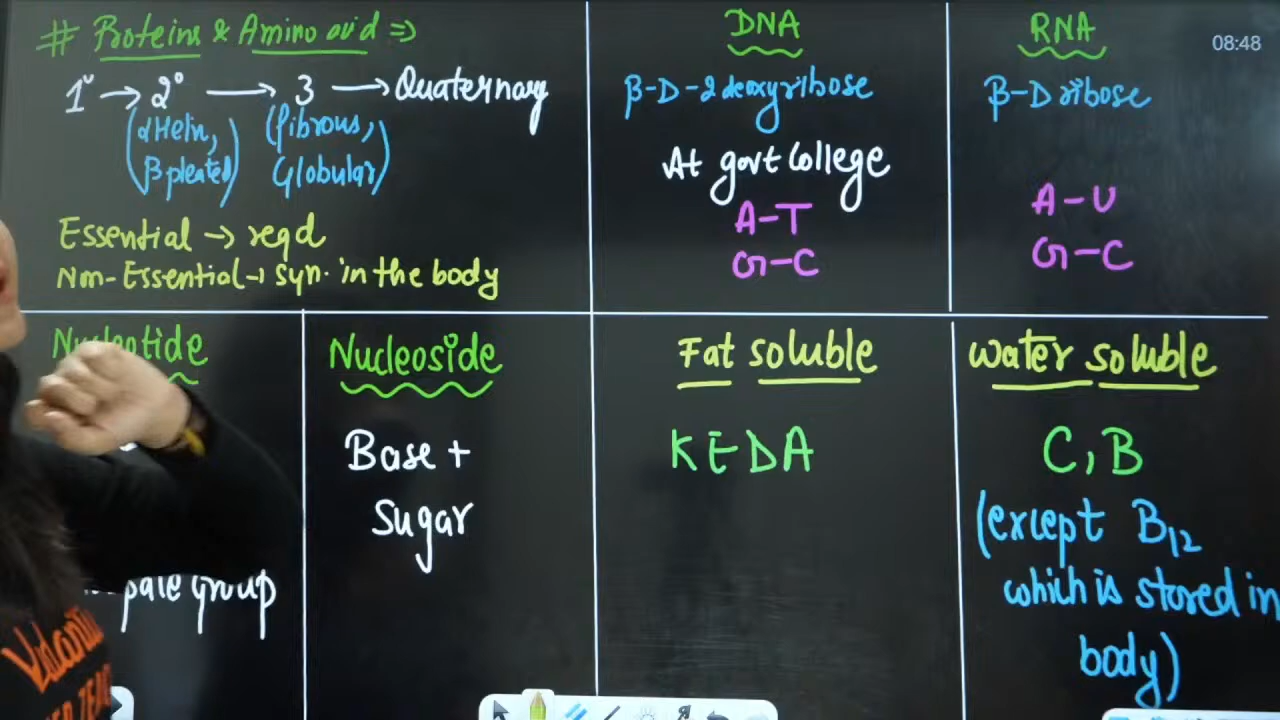 # Proteins & Amino acid ⇒
1° → 2° → 3 → Quaternary
(αHelix, (fibrous,
β pleated) Globular)
Essential → reqd
Non-Essential → syn. in the body
DNA
β-D-2 deoxyribose
At govt College
A-T
G-C
RNA
08:48
β-D ribose
A-U
G-C
Nucleotide
group
Nucleoside
Base +
Sugar
Fat soluble
KEDA
Water soluble
C, B
(except B12
which is stored in
body)